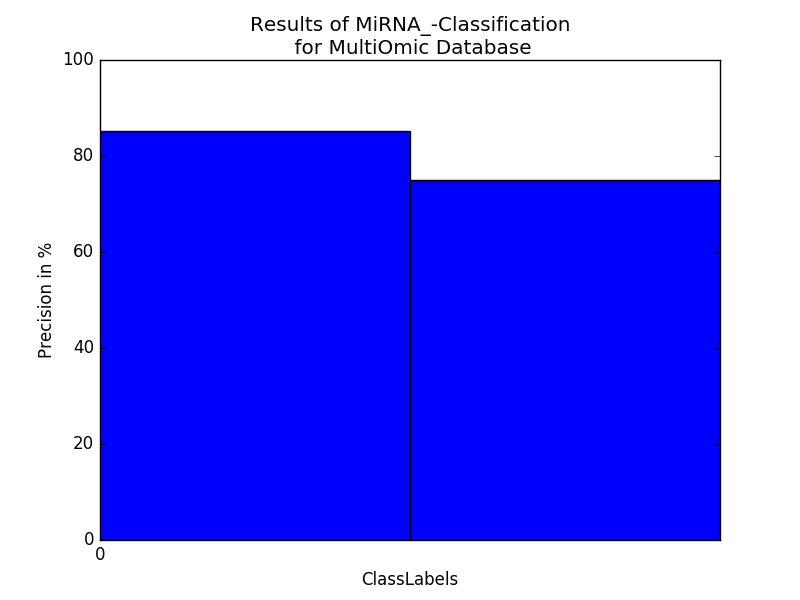 Results of MiRNA_-Classification
for MultiOmic Database
100
80
60
40
20
0
Precision in %
0
ClassLabels